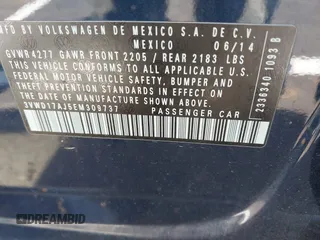 MFD BY VOLKSWAGEN DE MEXICO S.A. DE C.V.
MEXICO 06/14
GVWR 4277 GAWR FRONT 2205 / REAR 2183 LBS
THIS VEHICLE CONFORMS TO ALL APPLICABLE
FEDERAL MOTOR VEHICLE SAFETY, BUMPER AND
THEFT PREVENTION STANDARDS IN EFFECT ON THE
DATE OF MANUFACTURE SHOWN ABOVE.
3VWD17AJ5EM309737
PASSENGER CAR
2336340 T093 B
DREAMBID